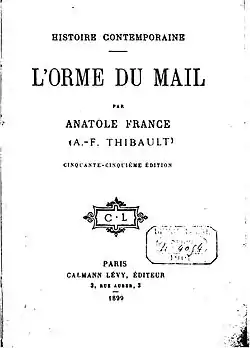 HISTOIRE CONTEMPORAINE
L'ORME DU MAIL
PAR
ANATOLE FRANCE
(A.-F. THIBAULT)
CINQUANTE-CINQUIÈME ÉDITION
C·L
PARIS
CALMANN LÉVY, ÉDITEUR
3, RUE AUBER, 3
1899